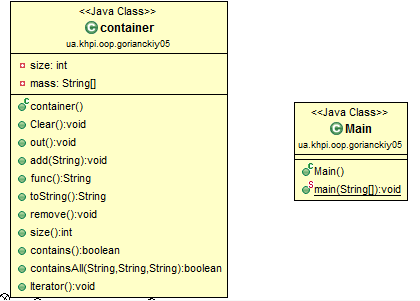 <<Java Class>>
container
ua.khpi.oop.gorianckiy05
size: int
mass: String[]
container()
Clear():void
out():void
add(String):void
func():String
toString():String
remove():void
size():int
contains():boolean
containsAll(String,String,String):boolean
Iterator():void
<<Java Class>>
Main
ua.khpi.oop.gorianckiy05
Main()
main(String[]):void